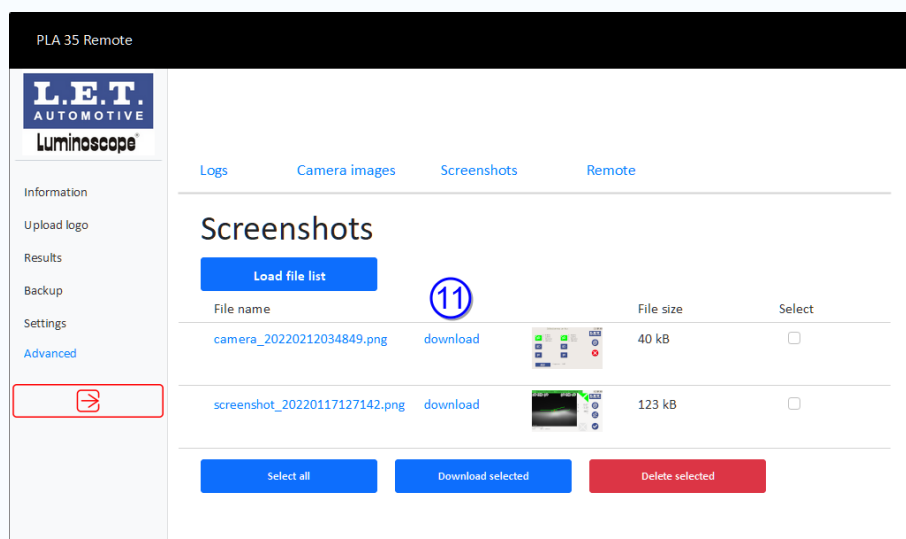 PLA 35 Remote
L.E.T.
AUTOMOTIVE
Luminoscope®
Information
Upload logo
Results
Backup
Settings
Advanced
Logs Camera images Screenshots Remote
Screenshots
Load file list
11
File name File size Select
camera_20220212034849.png download 40 kB
screenshot_20220117127142.png download 123 kB
Select all Download selected Delete selected